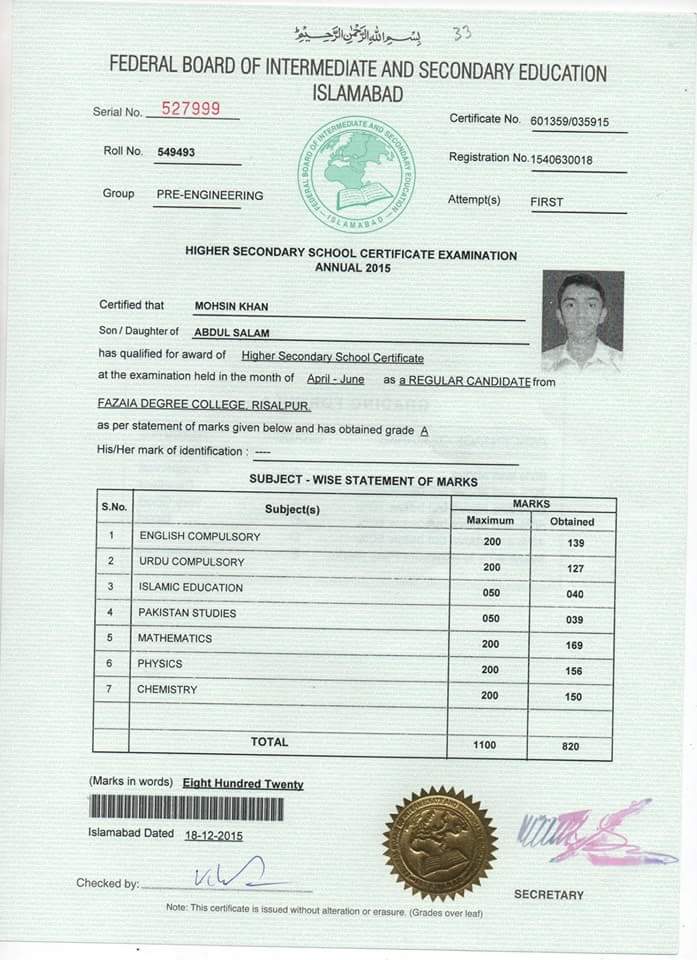 بِسْمِ اللهِ الرَّحْمٰنِ الرَّحِيْمِ
33
FEDERAL BOARD OF INTERMEDIATE AND SECONDARY EDUCATION
ISLAMABAD
Serial No. 527999
Certificate No. 601359/035915
Roll No. 549493
Registration No. 1540630018
Group PRE-ENGINEERING
Attempt(s) FIRST
FEDERAL BOARD OF INTERMEDIATE AND SECONDARY EDUCATION
ISLAMABAD
HIGHER SECONDARY SCHOOL CERTIFICATE EXAMINATION
ANNUAL 2015
Certified that MOHSIN KHAN
Son / Daughter of ABDUL SALAM
has qualified for award of Higher Secondary School Certificate
at the examination held in the month of April - June as a REGULAR CANDIDATE from
FAZAIA DEGREE COLLEGE, RISALPUR.
as per statement of marks given below and has obtained grade A
His/Her mark of identification : ----
SUBJECT - WISE STATEMENT OF MARKS
S.No. Subject(s) MARKS
Maximum Obtained
1 ENGLISH COMPULSORY 200 139
2 URDU COMPULSORY 200 127
3 ISLAMIC EDUCATION 050 040
4 PAKISTAN STUDIES 050 039
5 MATHEMATICS 200 169
6 PHYSICS 200 156
7 CHEMISTRY 200 150
TOTAL 1100 820
(Marks in words) Eight Hundred Twenty
Islamabad Dated 18-12-2015
Checked by:
SECRETARY
Note: This certificate is issued without alteration or erasure. (Grades over leaf)